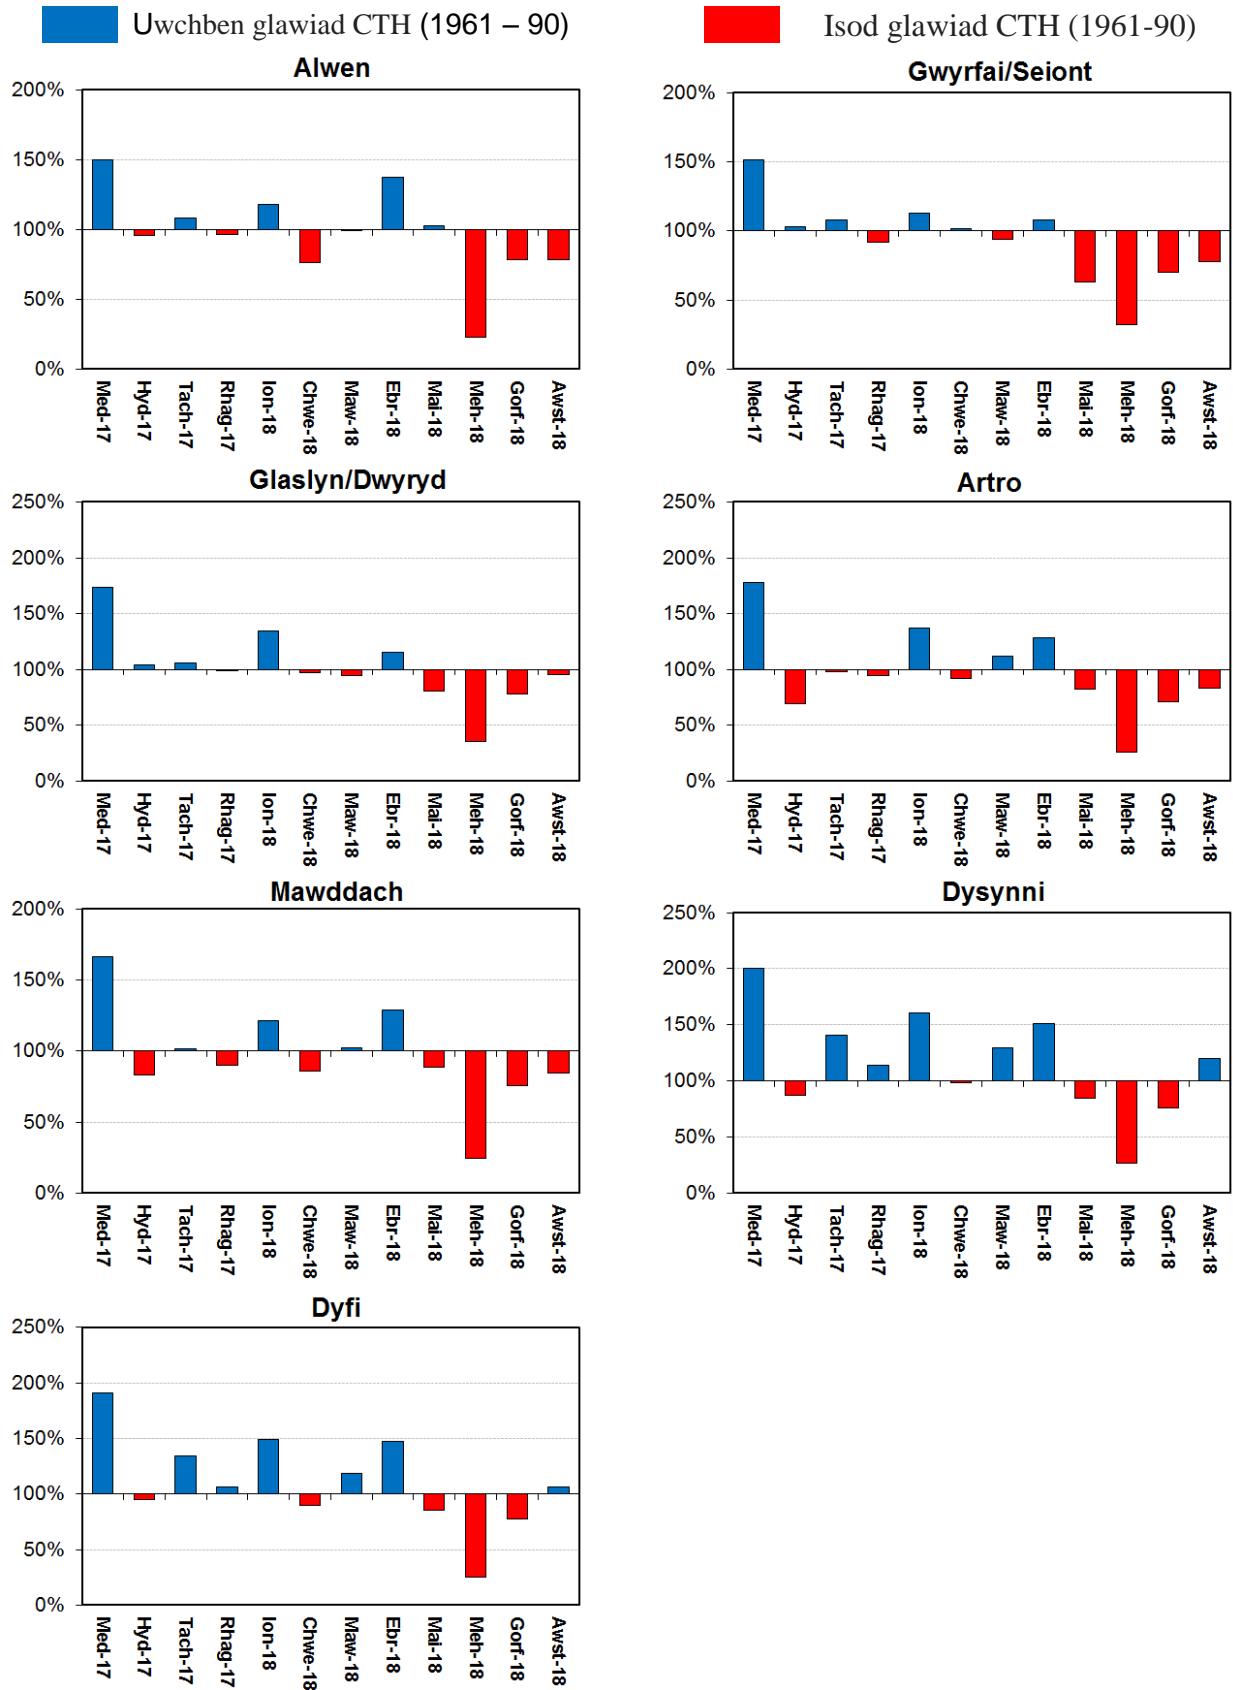 Uwchben glawiad CTH (1961 – 90)
Isod glawiad CTH (1961-90)
Alwen
200%
150%
100%
50%
0%
Med-17
Hyd-17
Tach-17
Rhag-17
Ion-18
Chwe-18
Maw-18
Ebr-18
Mai-18
Meh-18
Gorf-18
Awst-18
Gwyrfai/Seiont
200%
150%
100%
50%
0%
Med-17
Hyd-17
Tach-17
Rhag-17
Ion-18
Chwe-18
Maw-18
Ebr-18
Mai-18
Meh-18
Gorf-18
Awst-18
Glaslyn/Dwyryd
250%
200%
150%
100%
50%
0%
Med-17
Hyd-17
Tach-17
Rhag-17
Ion-18
Chwe-18
Maw-18
Ebr-18
Mai-18
Meh-18
Gorf-18
Awst-18
Artro
250%
200%
150%
100%
50%
0%
Med-17
Hyd-17
Tach-17
Rhag-17
Ion-18
Chwe-18
Maw-18
Ebr-18
Mai-18
Meh-18
Gorf-18
Awst-18
Mawddach
200%
150%
100%
50%
0%
Med-17
Hyd-17
Tach-17
Rhag-17
Ion-18
Chwe-18
Maw-18
Ebr-18
Mai-18
Meh-18
Gorf-18
Awst-18
Dysynni
250%
200%
150%
100%
50%
0%
Med-17
Hyd-17
Tach-17
Rhag-17
Ion-18
Chwe-18
Maw-18
Ebr-18
Mai-18
Meh-18
Gorf-18
Awst-18
Dyfi
250%
200%
150%
100%
50%
0%
Med-17
Hyd-17
Tach-17
Rhag-17
Ion-18
Chwe-18
Maw-18
Ebr-18
Mai-18
Meh-18
Gorf-18
Awst-18